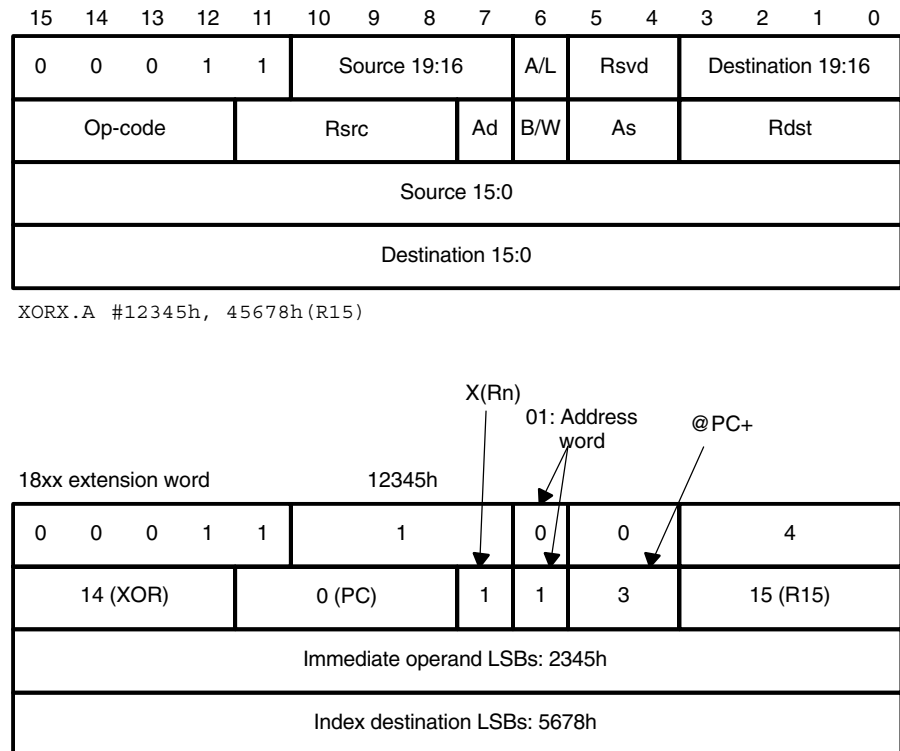 15 14 13 12 11 10 9 8 7 6 5 4 3 2 1 0
0 0 0 1 1 Source 19:16 A/L Rsvd Destination 19:16
Op-code Rsrc Ad B/W As Rdst
Source 15:0
Destination 15:0
XORX.A #12345h, 45678h(R15)
X(Rn)
01: Address
word
@PC+
18xx extension word 12345h
0 0 0 1 1 1 0 0 4
14 (XOR) 0 (PC) 1 1 3 15 (R15)
Immediate operand LSBs: 2345h
Index destination LSBs: 5678h